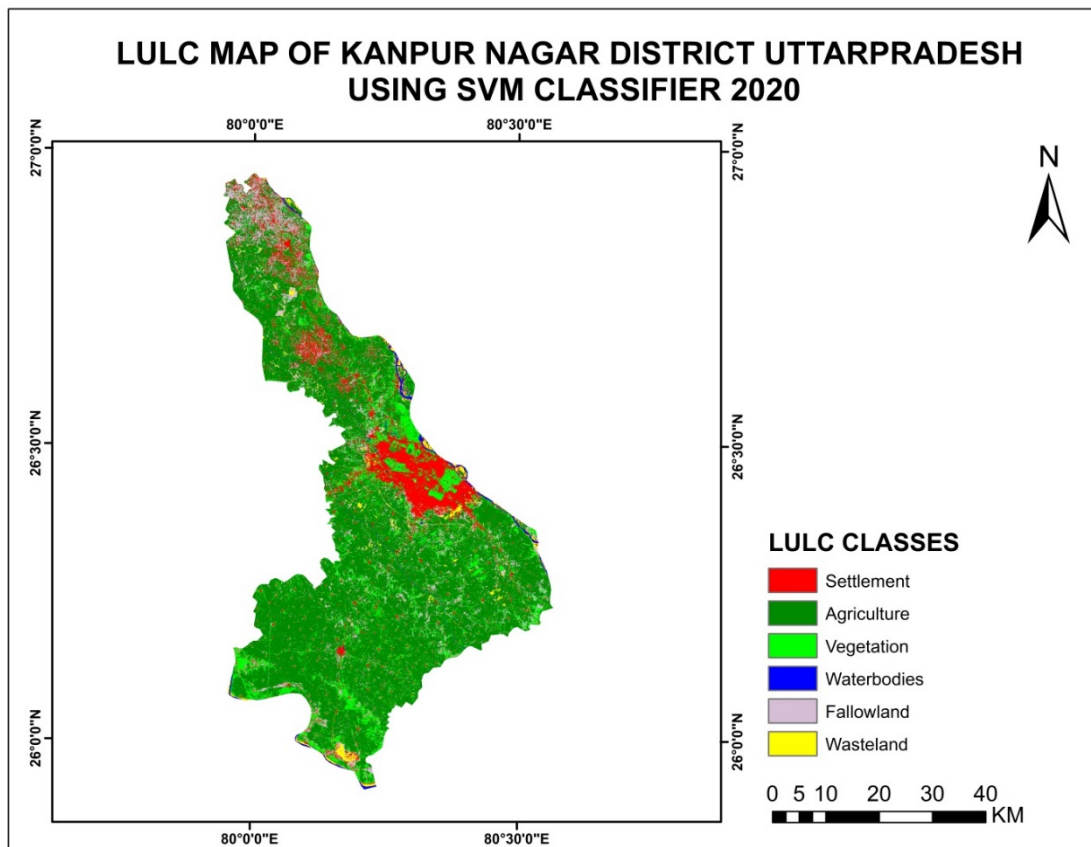 LULC MAP OF KANPUR NAGAR DISTRICT UTTARPRADESH
USING SVM CLASSIFIER 2020
80°0'0"E 80°30'0"E
27°0'0"N 27°0'0"N
N
26°30'0"N 26°30'0"N
26°0'0"N 26°0'0"N
80°0'0"E 80°30'0"E
LULC CLASSES
Settlement
Agriculture
Vegetation
Waterbodies
Fallowland
Wasteland
0 5 10 20 30 40
KM